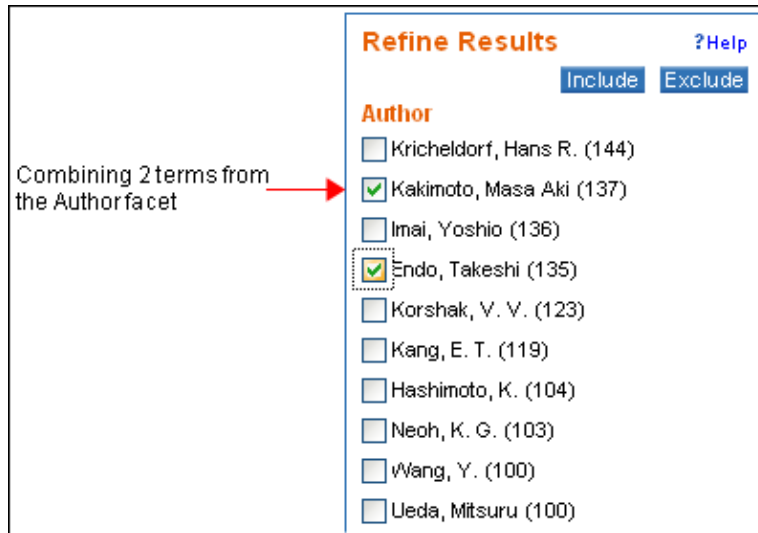 Refine Results
?Help
Include Exclude
Author
Kricheldorf, Hans R. (144)
Combining 2 terms from
the Author facet
Kakimoto, Masa Aki (137)
Imai, Yoshio (136)
Endo, Takeshi (135)
Korshak, V. V. (123)
Kang, E. T. (119)
Hashimoto, K. (104)
Neoh, K. G. (103)
Wang, Y. (100)
Ueda, Mitsuru (100)